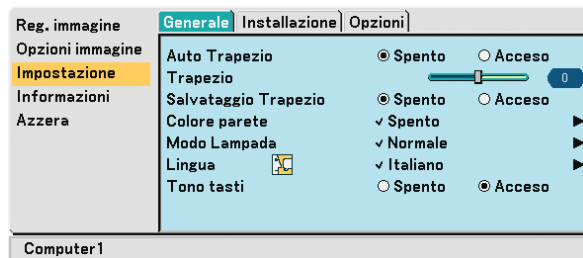 Reg. immagine
Opzioni immagine
Impostazione
Informazioni
Azzera
Generale Installazione Opzioni
Auto Trapezio Spento Acceso
Trapezio 0
Salvataggio Trapezio Spento Acceso
Colore parete Spento
Modo Lampada Normale
Lingua Italiano
Tono tasti Spento Acceso
Computer1